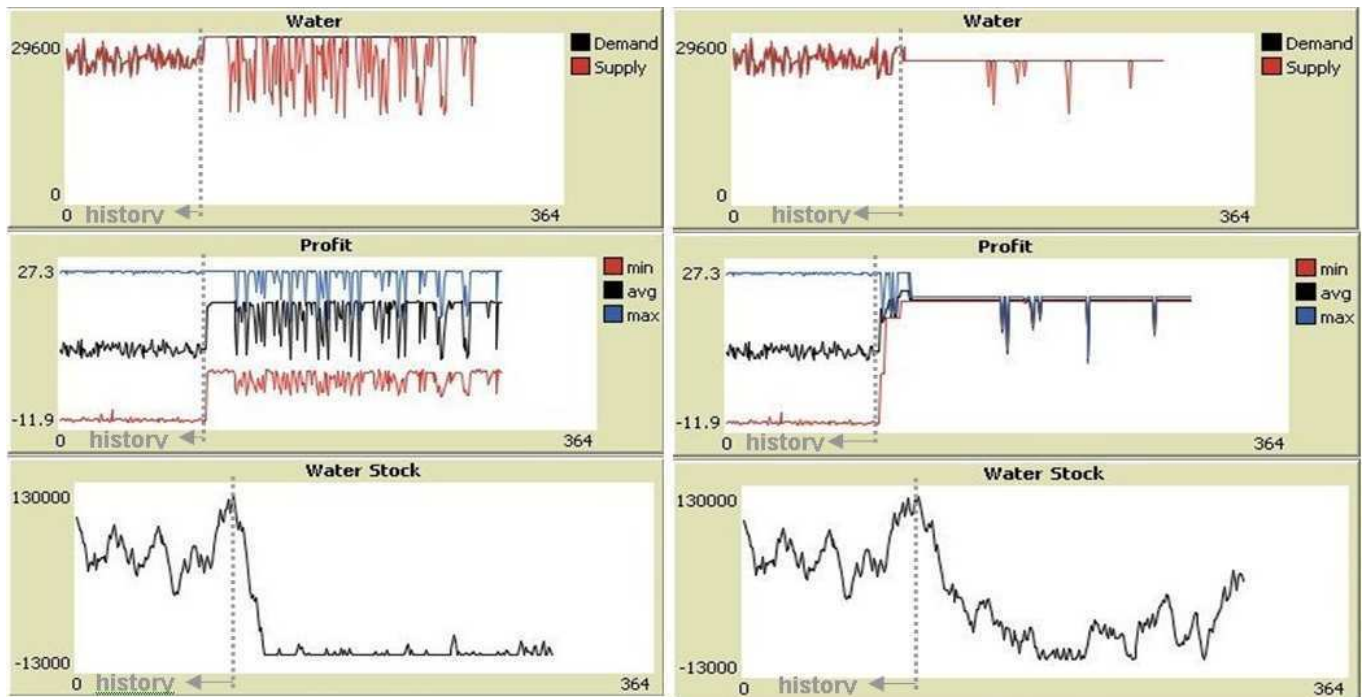 Water
29600
Demand
Supply
0
0 history 364
Profit
27.3
min
avg
max
-11.9
0 history 364
Water Stock
130000
-13000
0 history 364
Water
29600
Demand
Supply
0
0 history 364
Profit
27.3
min
avg
max
-11.9
0 history 364
Water Stock
130000
-13000
0 history 364